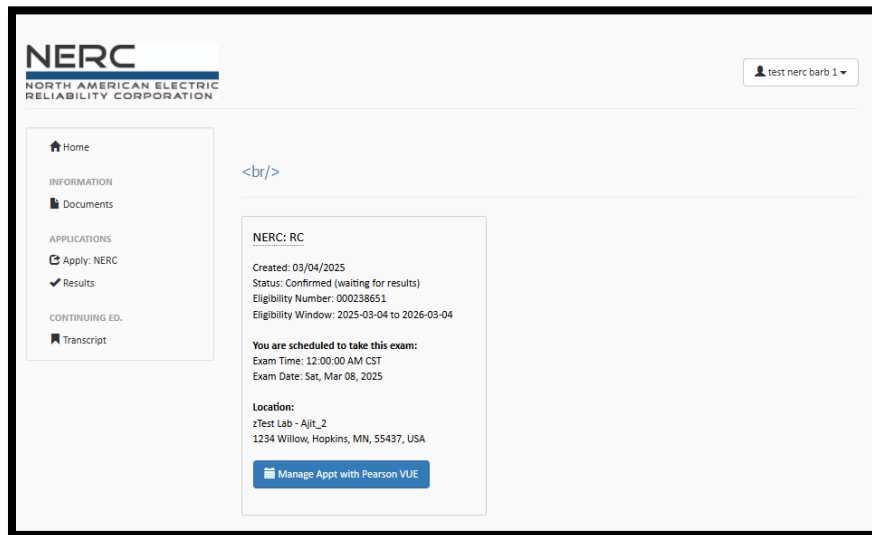 NERC
NORTH AMERICAN ELECTRIC
RELIABILITY CORPORATION
test nerc barb 1
Home
INFORMATION
Documents
APPLICATIONS
Apply: NERC
Results
CONTINUING ED.
Transcript
<br/>
NERC: RC
Created: 03/04/2025
Status: Confirmed (waiting for results)
Eligibility Number: 000238651
Eligibility Window: 2025-03-04 to 2026-03-04
You are scheduled to take this exam:
Exam Time: 12:00:00 AM CST
Exam Date: Sat, Mar 08, 2025
Location:
zTest Lab - Ajit_2
1234 Willow, Hopkins, MN, 55437, USA
Manage Appt with Pearson VUE